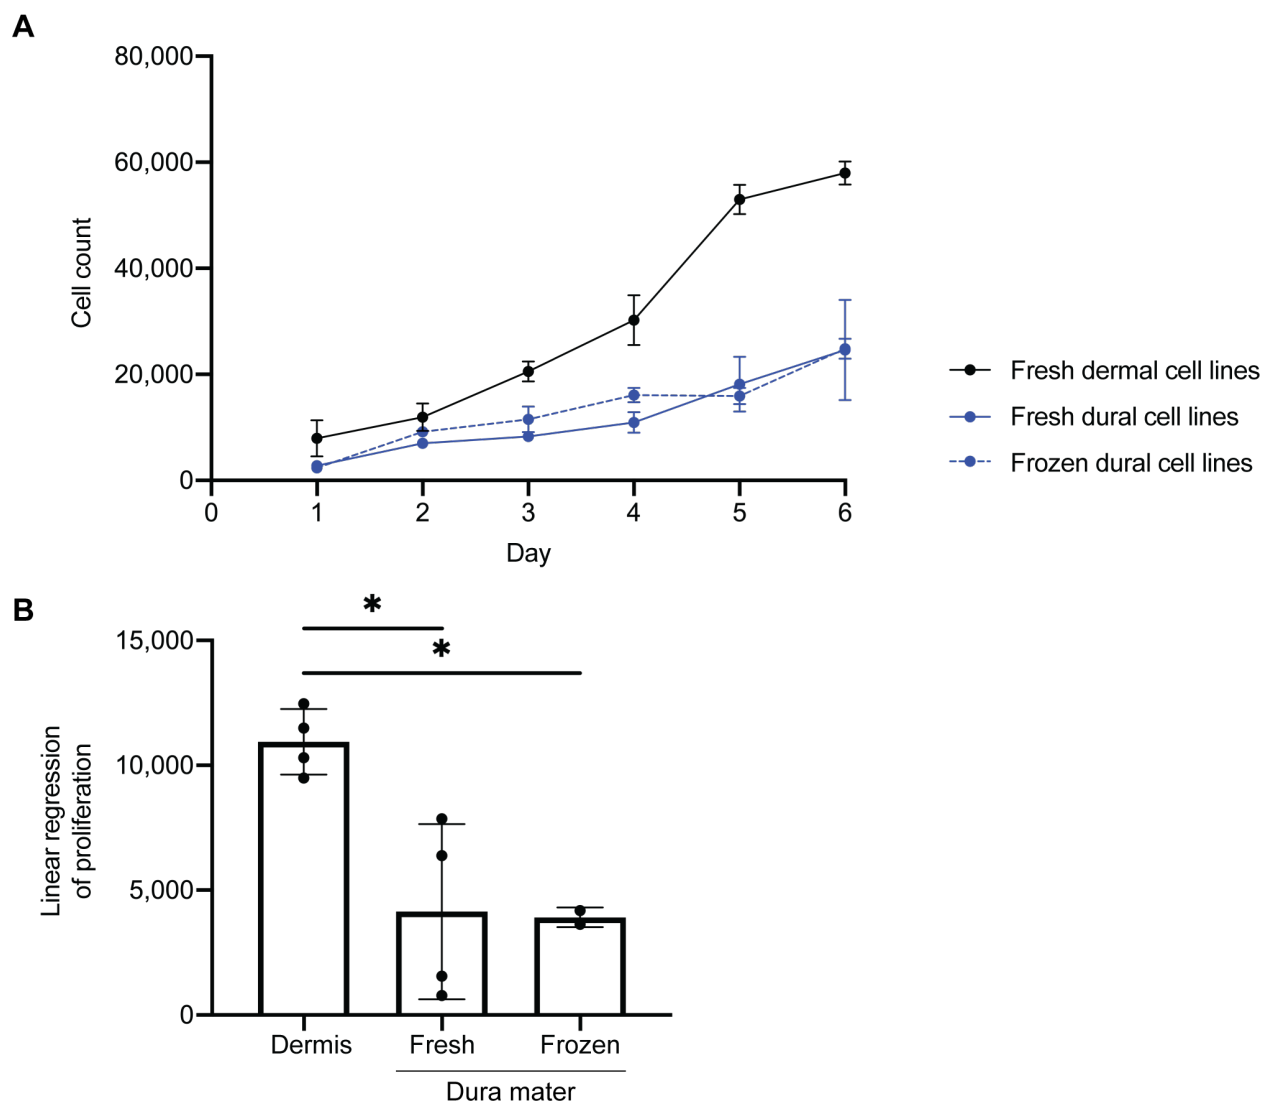 A
80,000
60,000
40,000
20,000
0
Cell count
0 1 2 3 4 5 6
Day
Fresh dermal cell lines
Fresh dural cell lines
Frozen dural cell lines
B
* 
*
15,000
10,000
5,000
0
Linear regression
of proliferation
Dermis Fresh Frozen
Dura mater